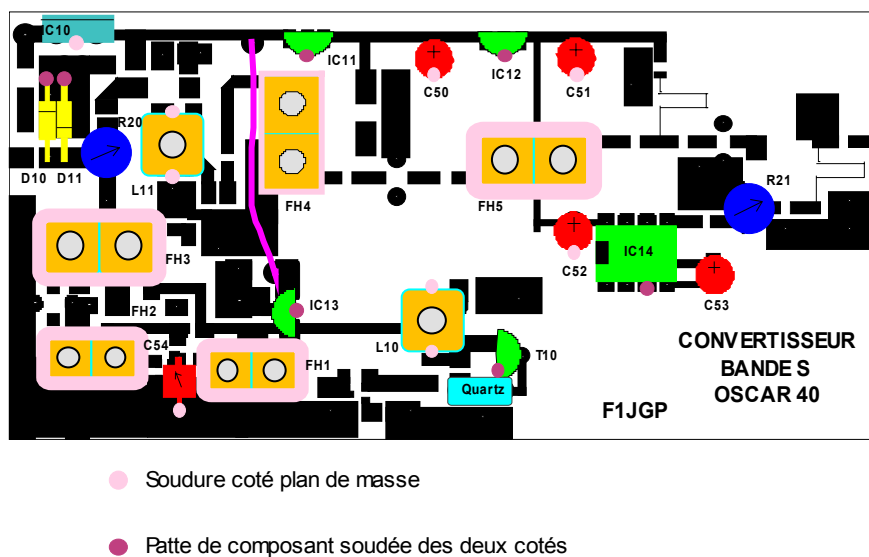 IC10
IC11
C50
IC12
C51
R20
D10
D11
L11
FH4
FH5
R21
FH3
C52
IC14
C53
FH2
IC13
C54
L10
T10
FH1
Quartz
CONVERTISSEUR
BANDE S
OSCAR 40
F1JGP
Soudure coté plan de masse
Patte de composant soudée des deux cotés